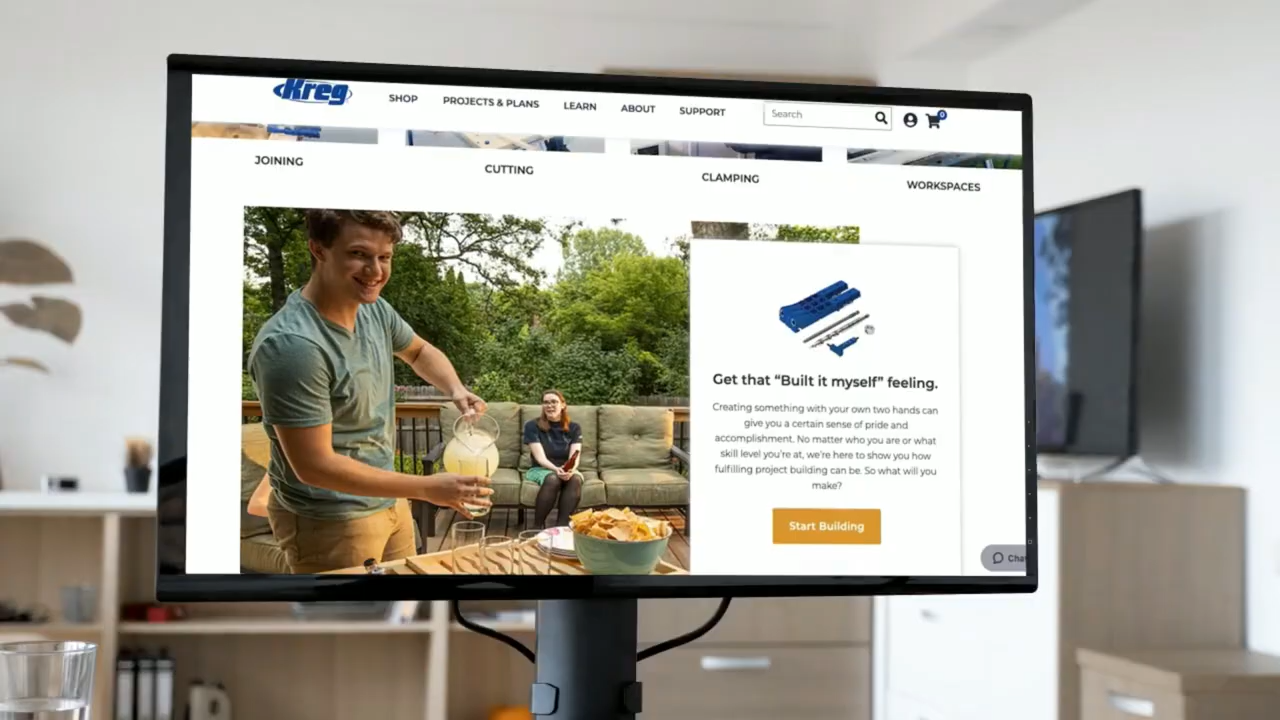 Kreg
SHOP
PROJECTS & PLANS
LEARN
ABOUT
SUPPORT
Search
0
JOINING
CUTTING
CLAMPING
WORKSPACES
Get that “Built it myself” feeling.
Creating something with your own two hands can
give you a certain sense of pride and
accomplishment. No matter who you are or what
skill level you're at, we're here to show you how
fulfilling project building can be. So what will you
make?
Start Building
Cha